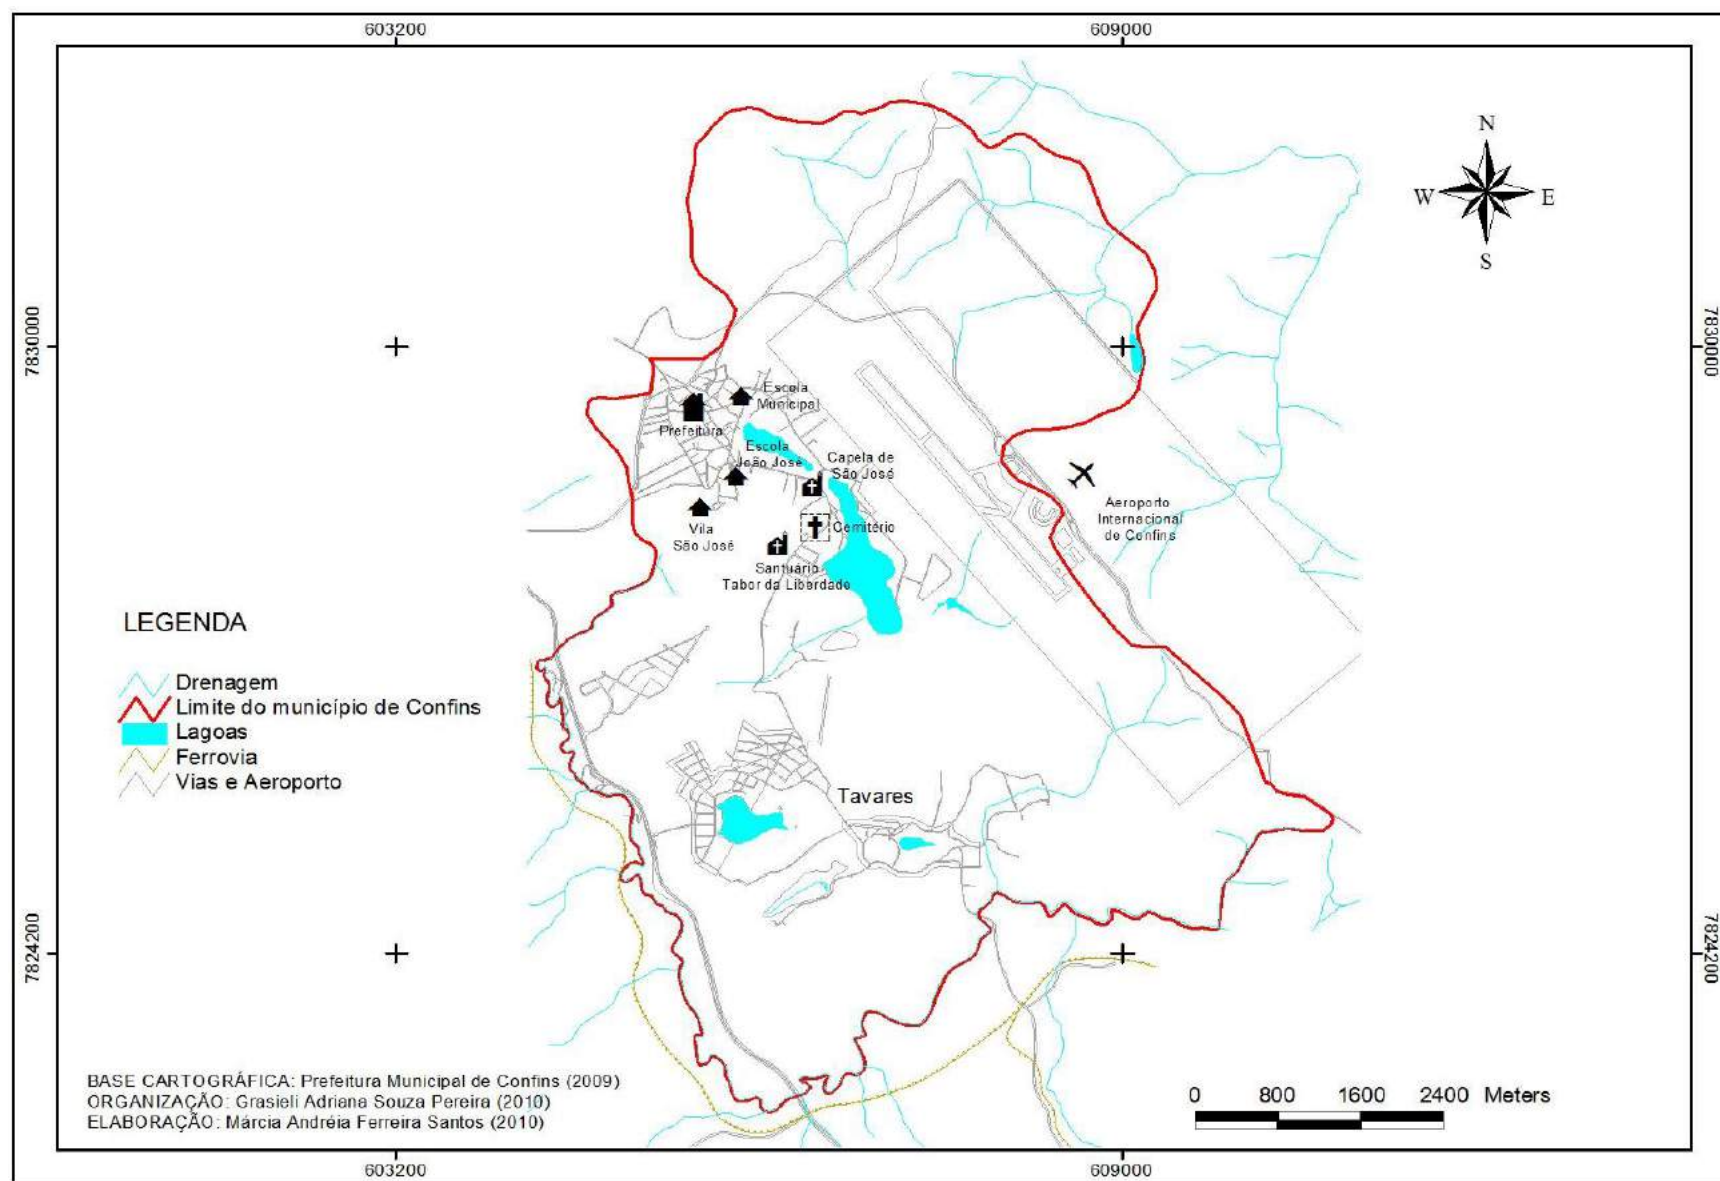 603200
609000
N
W
E
S
7830000
7830000
Escola
Municipal
Prefeitura
Escola
João José
Capela de
São José
Aeroporto
Internacional
de Confins
Vila
São José
Cemitério
Santuário
Tabor da Liberdade
LEGENDA
Drenagem
Limite do município de Confins
Lagoas
Ferrovia
Vias e Aeroporto
Tavares
7824200
7824200
BASE CARTOGRÁFICA: Prefeitura Municipal de Confins (2009)
ORGANIZAÇÃO: Grasieli Adriana Souza Pereira (2010)
ELABORAÇÃO: Márcia Andréia Ferreira Santos (2010)
0 800 1600 2400 Meters
603200
609000